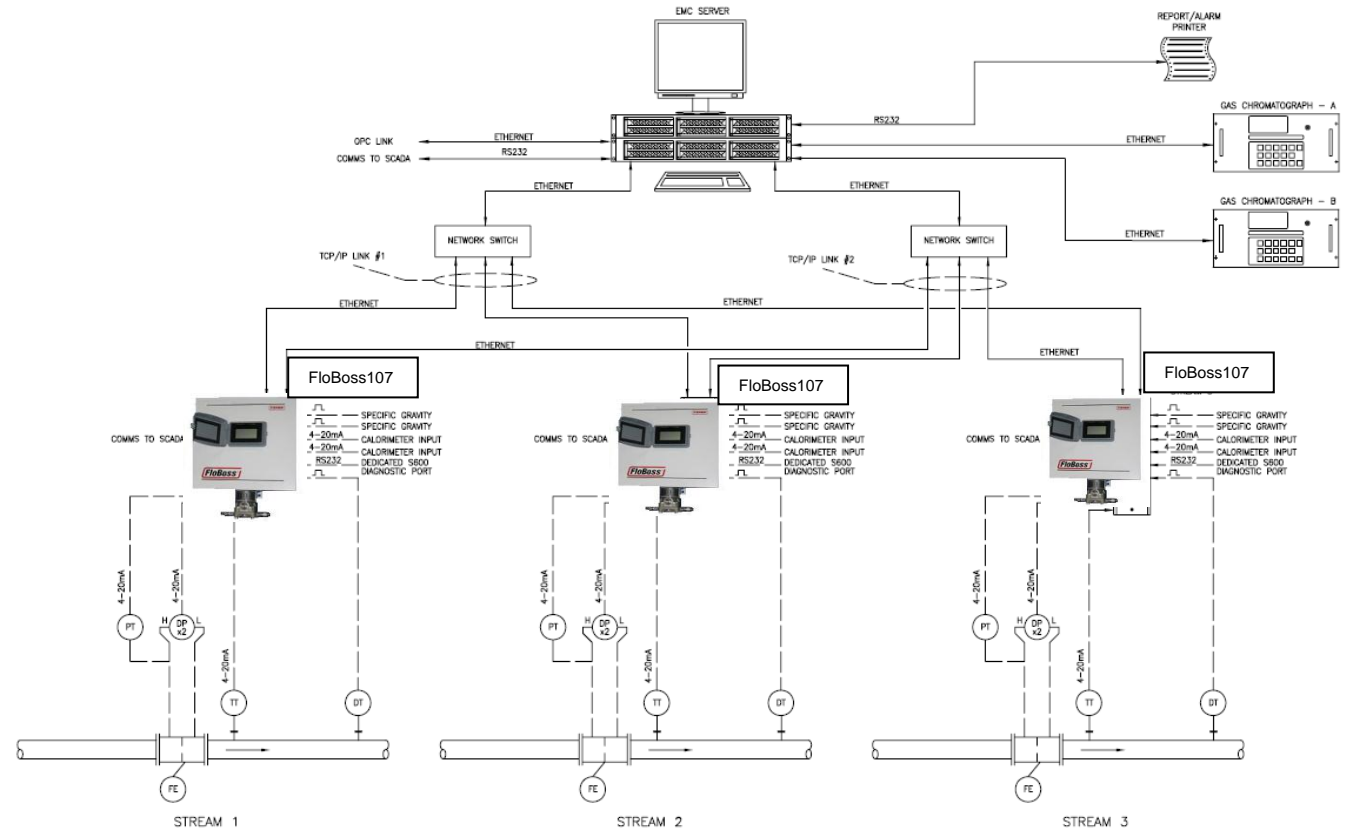 EMC SERVER
REPORT/ALARM
PRINTER
RS232
GAS CHROMATOGRAPH - A
OPC LINK
ETHERNET
ETHERNET
COMMS TO SCADA
RS232
ETHERNET
ETHERNET
GAS CHROMATOGRAPH - B
ETHERNET
NETWORK SWITCH
NETWORK SWITCH
TCP/IP LINK #1
TCP/IP LINK #2
ETHERNET
ETHERNET
ETHERNET
FloBoss107
FloBoss107
FloBoss107
COMMS TO SCADA
FloBoss
SPECIFIC GRAVITY
SPECIFIC GRAVITY
4-20mA CALORIMETER INPUT
4-20mA CALORIMETER INPUT
RS232 DEDICATED S600
DIAGNOSTIC PORT
COMMS TO SCADA
FloBoss
SPECIFIC GRAVITY
SPECIFIC GRAVITY
4-20mA CALORIMETER INPUT
4-20mA CALORIMETER INPUT
RS232 DEDICATED S600
DIAGNOSTIC PORT
COMMS TO SCADA
FloBoss
SPECIFIC GRAVITY
SPECIFIC GRAVITY
4-20mA CALORIMETER INPUT
4-20mA CALORIMETER INPUT
RS232 DEDICATED S600
DIAGNOSTIC PORT
4-20mA
4-20mA
4-20mA
PT
H
DP
x2
L
TT
DT
FE
STREAM 1
4-20mA
4-20mA
4-20mA
PT
H
DP
x2
L
TT
DT
FE
STREAM 2
4-20mA
4-20mA
PT
H
DP
x2
L
TT
DT
FE
STREAM 3